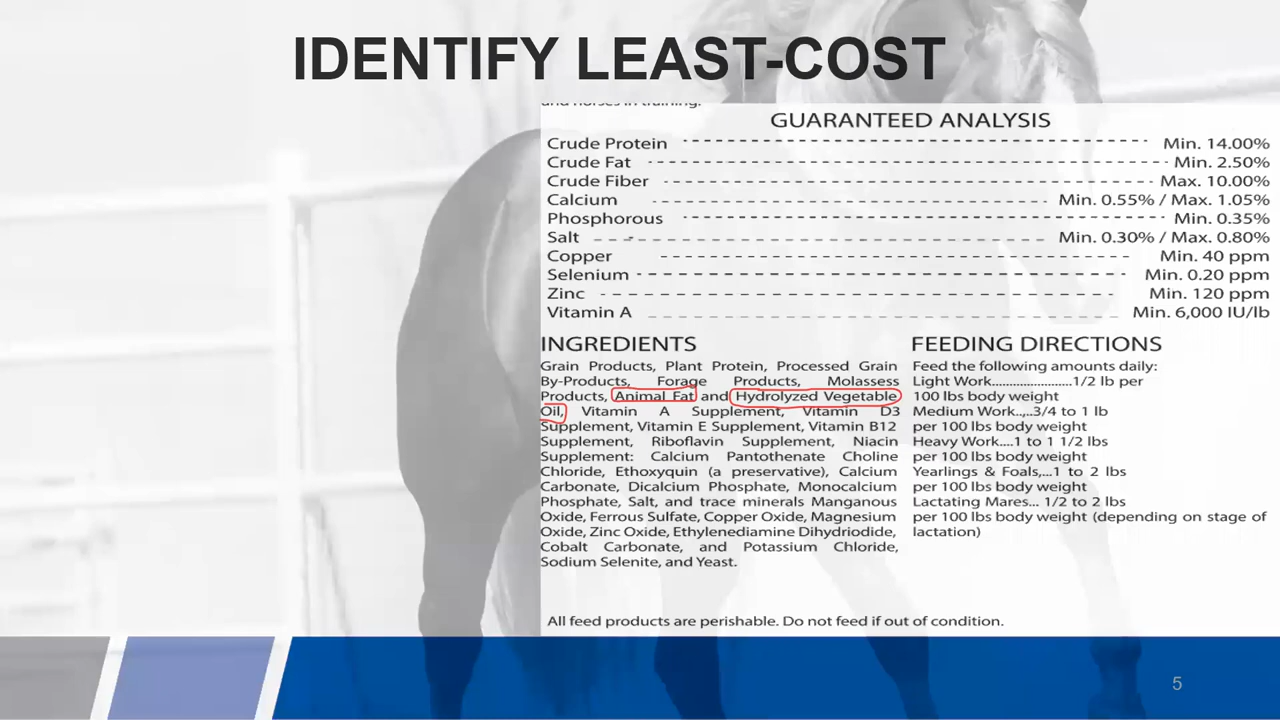 IDENTIFY LEAST-COST
and horses in training.
GUARANTEED ANALYSIS
Crude Protein Min. 14.00%
Crude Fat Min. 2.50%
Crude Fiber Max. 10.00%
Calcium Min. 0.55% / Max. 1.05%
Phosphorous Min. 0.35%
Salt Min. 0.30% / Max. 0.80%
Copper Min. 40 ppm
Selenium Min. 0.20 ppm
Zinc Min. 120 ppm
Vitamin A Min. 6,000 IU/lb
INGREDIENTS
Grain Products, Plant Protein, Processed Grain
By-Products, Forage Products, Molassess
Products, Animal Fat and Hydrolyzed Vegetable
Oil, Vitamin A Supplement, Vitamin D3
Supplement, Vitamin E Supplement, Vitamin B12
Supplement, Riboflavin Supplement, Niacin
Supplement: Calcium Pantothenate Choline
Chloride, Ethoxyquin (a preservative), Calcium
Carbonate, Dicalcium Phosphate, Monocalcium
Phosphate, Salt, and trace minerals Manganous
Oxide, Ferrous Sulfate, Copper Oxide, Magnesium
Oxide, Zinc Oxide, Ethylenediamine Dihydriodide,
Cobalt Carbonate, and Potassium Chloride,
Sodium Selenite, and Yeast.
FEEDING DIRECTIONS
Feed the following amounts daily:
Light Work........................1/2 lb per
100 lbs body weight
Medium Work..,..3/4 to 1 lb
per 100 lbs body weight
Heavy Work....1 to 1 1/2 lbs
per 100 lbs body weight
Yearlings & Foals,...1 to 2 lbs
per 100 lbs body weight
Lactating Mares... 1/2 to 2 lbs
per 100 lbs body weight (depending on stage of
lactation)
All feed products are perishable. Do not feed if out of condition.
5